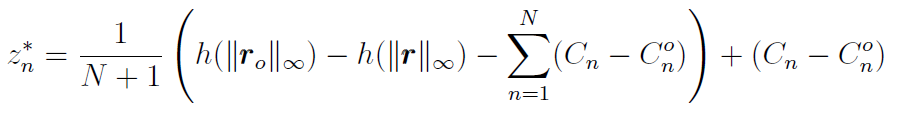 $z_n^* = \frac{1}{N+1} \left( h(\|\boldsymbol{r}_o\|_\infty) - h(\|\boldsymbol{r}\|_\infty) - \sum_{n=1}^{N} (C_n - C_n^o) \right) + (C_n - C_n^o)$